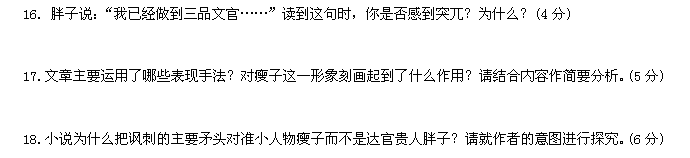 16. 胖子说：“我已经做到三品文官……”读到这句时，你是否感到突兀？为什么？(4 分)
17. 文章主要运用了哪些表现手法？对瘦子这一形象刻画起到了什么作用？请结合内容作简要分析。(5 分)
18. 小说为什么把讽刺的主要矛头对准小人物瘦子而不是达官贵人胖子？请就作者的意图进行探究。(6 分)